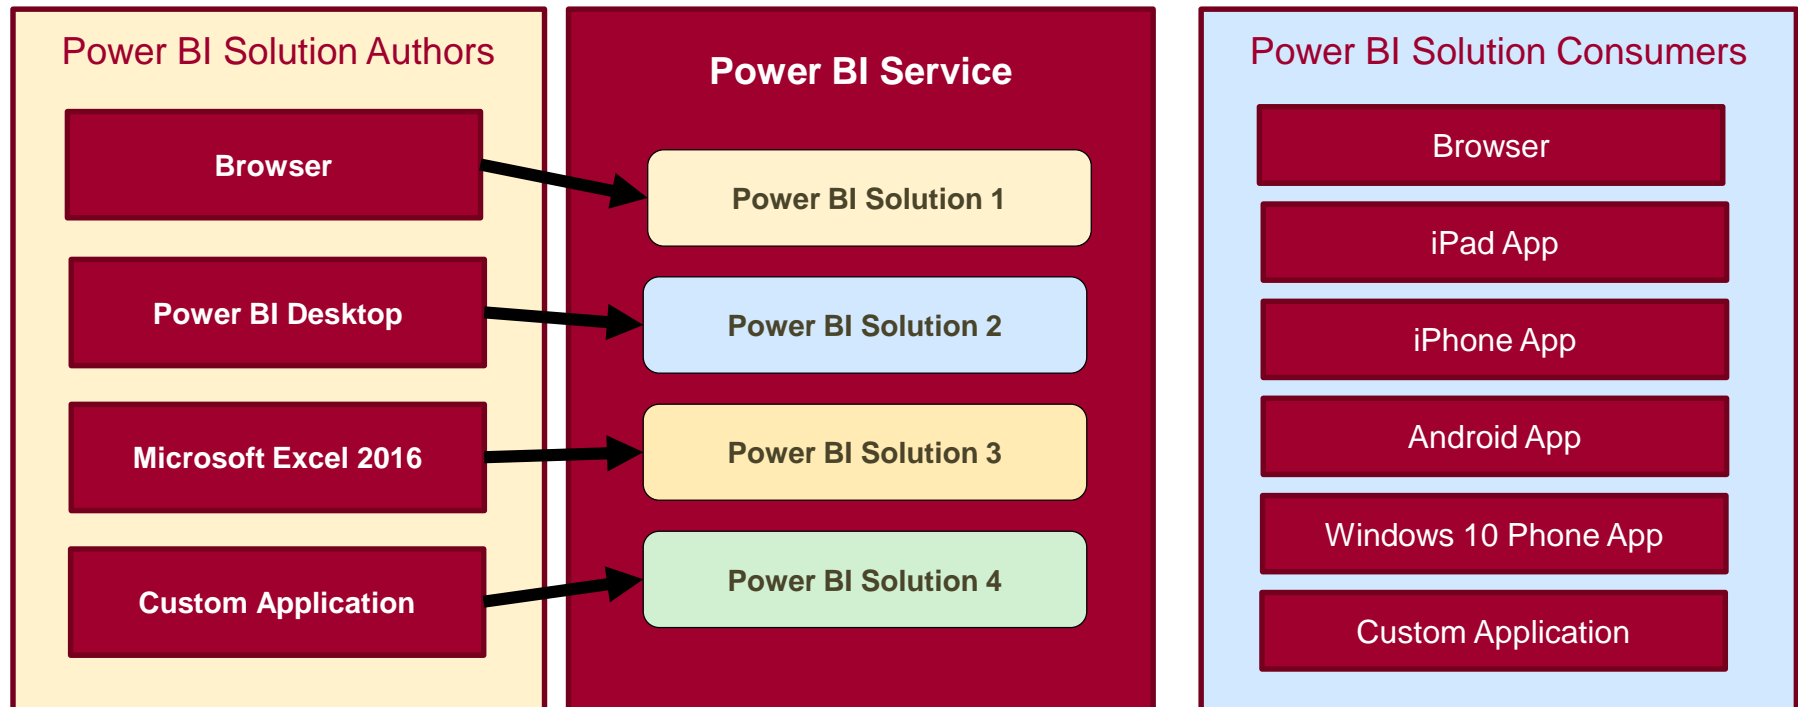 Power BI Solution Authors
Browser
Power BI Desktop
Microsoft Excel 2016
Custom Application
Power BI Service
Power BI Solution 1
Power BI Solution 2
Power BI Solution 3
Power BI Solution 4
Power BI Solution Consumers
Browser
iPad App
iPhone App
Android App
Windows 10 Phone App
Custom Application